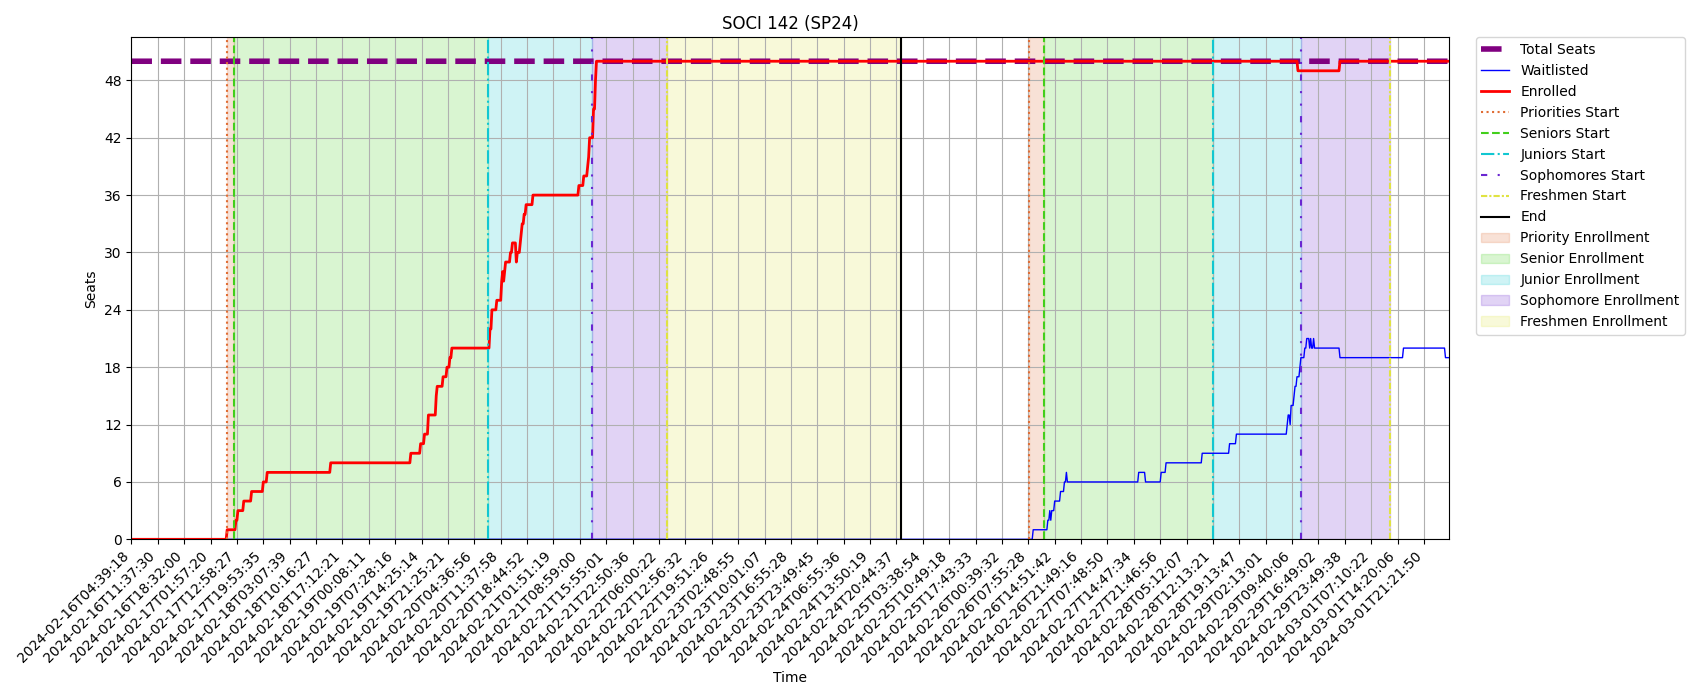 SOCI 142 (SP24)
Seats
48
42
36
30
24
18
12
6
0
2024-02-16T04:39:18
2024-02-16T11:37:30
2024-02-16T18:32:00
2024-02-17T01:57:20
2024-02-17T12:58:27
2024-02-17T19:53:35
2024-02-18T03:07:39
2024-02-18T10:16:27
2024-02-18T17:12:21
2024-02-19T00:08:11
2024-02-19T07:28:16
2024-02-19T14:25:14
2024-02-19T21:25:21
2024-02-20T04:36:56
2024-02-20T11:37:58
2024-02-20T18:44:52
2024-02-21T01:51:19
2024-02-21T08:59:00
2024-02-21T15:55:01
2024-02-21T22:50:36
2024-02-22T06:00:22
2024-02-22T12:56:32
2024-02-22T19:51:26
2024-02-23T02:48:55
2024-02-23T10:01:07
2024-02-23T16:55:28
2024-02-23T23:49:45
2024-02-24T06:55:36
2024-02-24T13:50:19
2024-02-24T20:44:37
2024-02-25T03:38:54
2024-02-25T10:49:18
2024-02-25T17:43:33
2024-02-26T00:39:32
2024-02-26T07:55:28
2024-02-26T14:51:42
2024-02-26T21:49:16
2024-02-27T07:48:50
2024-02-27T14:47:34
2024-02-27T21:46:56
2024-02-28T05:12:07
2024-02-28T12:13:21
2024-02-28T19:13:47
2024-02-29T02:13:01
2024-02-29T09:40:06
2024-02-29T16:49:02
2024-02-29T23:49:38
2024-03-01T07:10:22
2024-03-01T14:20:06
2024-03-01T21:21:50
Time
Total Seats
Waitlisted
Enrolled
Priorities Start
Seniors Start
Juniors Start
Sophomores Start
Freshmen Start
End
Priority Enrollment
Senior Enrollment
Junior Enrollment
Sophomore Enrollment
Freshmen Enrollment